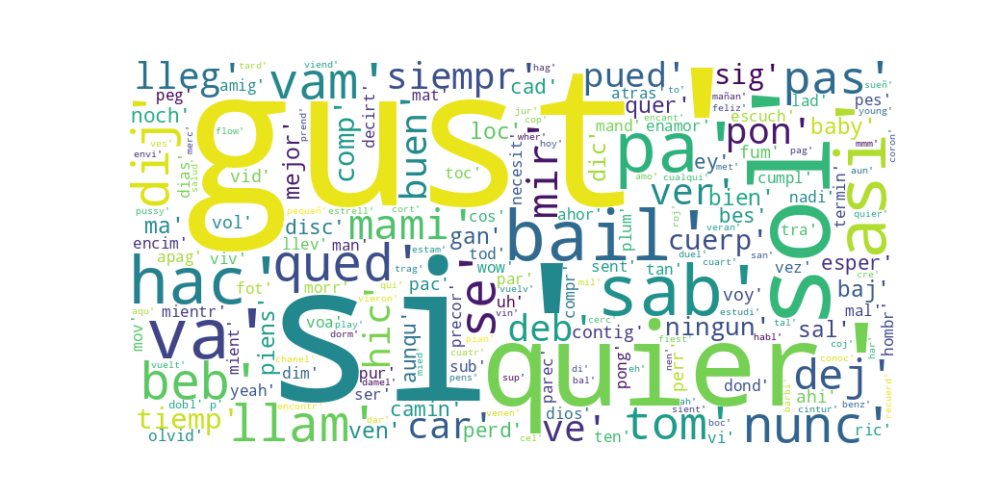 lleg'
amig'
tard'
viend'
vam'
siempr'
hag'
cad'
pued'
atras'
to'
sig'
pas'
sueñ'
peg'
noch'
dij'
ves'
envi'
merc'
dias'
salud'
flow'
vid'
gust'
mejor'
prend'
comp'
decirt'
mat'
buen'
loc'
toc'
jur'
cop'
wher'
hoy'
necesit'
mir'
quer'
mand'
encant'
enamor'
dic'
pa'
ey'
met'
mañan'
feliz'
pon'
escuch'
lad'
baby'
pes'
young'
fum'
pag'
mmm'
coron'
aun'
amo'
cualqui'
cumpl'
nadi'
sol'
asi'
termin'
quier'
ver'
bien'
bes'
tra'
pussy'
ma'
encim'
apag'
viv'
vol'
pequeñ'
estrell'
disc'
cort'
mami'
cos'
ahor'
plum'
roj'
veran'
duel'
san'
cuerp'
llev'
man'
estam'
gan'
tod'
bail'
hac'
qued'
trag'
qui'
pac'
wow'
par'
vuelv'
sent'
tan'
cuart'
vez'
esper'
cre'
fot'
morr'
si'
vieron'
se'
uh'
vin'
compr'
mil'
sab'
voy'
estudi'
baj'
mal'
hombr'
aqu'
mov'
mientr'
va'
mient'
piens'
voa'
play'
dorm'
hic'
aunqu'
mied'
precor'
pian'
deb'
cerc'
contig'
fiest'
ningun'
habl'
tal'
sal'
coj'
har'
vuelt'
chanel'
beb'
yeah'
dim'
pur'
damel'
ser'
cuatr'
sub'
pens'
sup'
quier'
parec'
di'
bal'
pong'
eh'
nen'
perr'
ah'
sient'
dond'
barbi'
conoc'
dej'
ahi'
benz'
cintur'
recuerd'
dobl'
p'
tiemp'
olvid'
llam'
encantr'
ven'
dar'
camin'
car'
perd'
venen'
cel'
dios'
ve'
ten'
tom'
boc'
vi'
nunc'
ric'